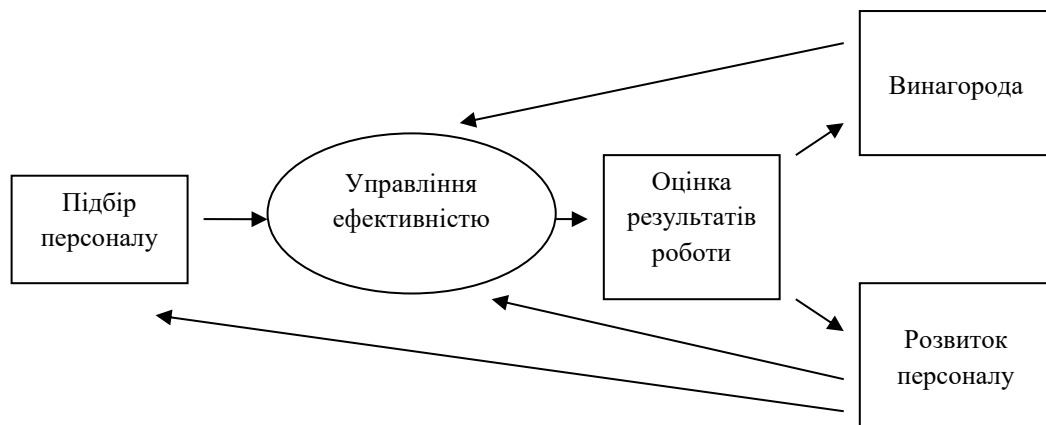 Підбір
персоналу
Управління
ефективністю
Оцінка
результатів
роботи
Винагорода
Розвиток
персоналу